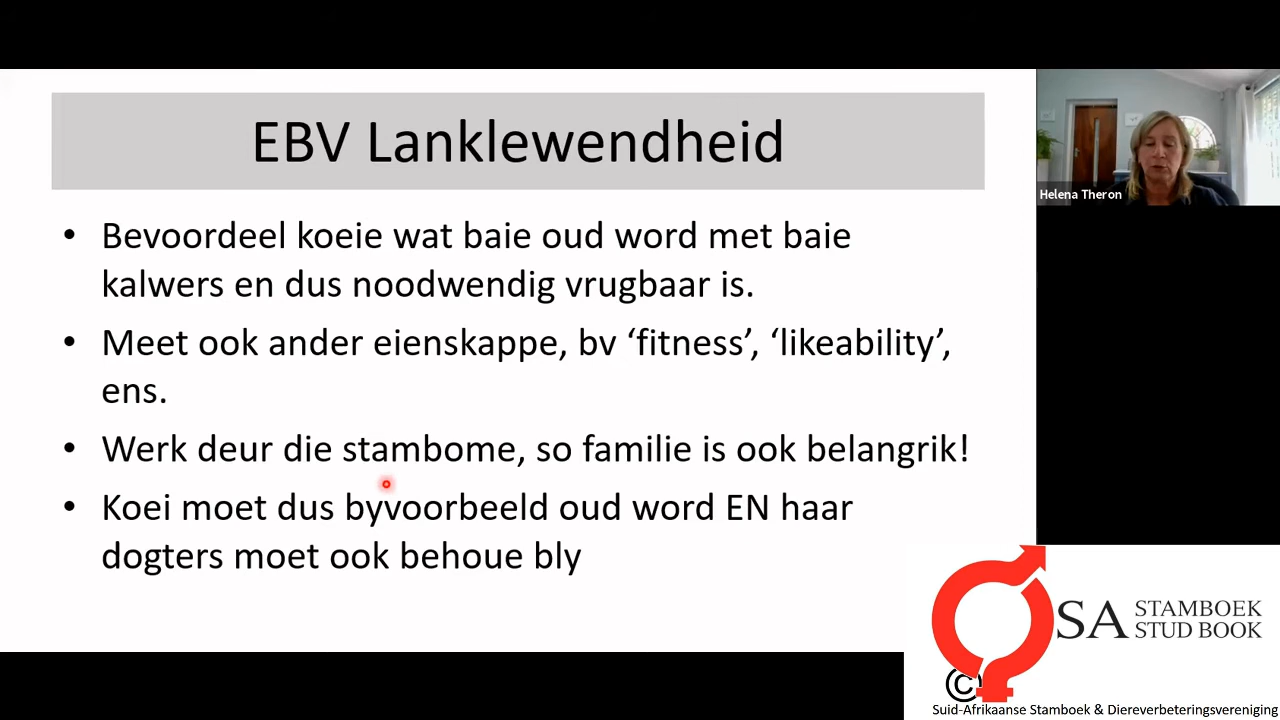 EBV Lanklewendheid
• Bevoordeel koeie wat baie oud word met baie
kalwers en dus noodwendig vrugbaar is.
• Meet ook ander eienskappe, bv ‘fitness’, ‘likeability’,
ens.
• Werk deur die stambome, so familie is ook belangrik!
• Koei moet dus byvoorbeeld oud word EN haar
dogters moet ook behoue bly
Helena Theron
SA STAMBOEK
STUD BOOK
©
Suid-Afrikaanse Stamboek & Diereverbeteringsvereniging